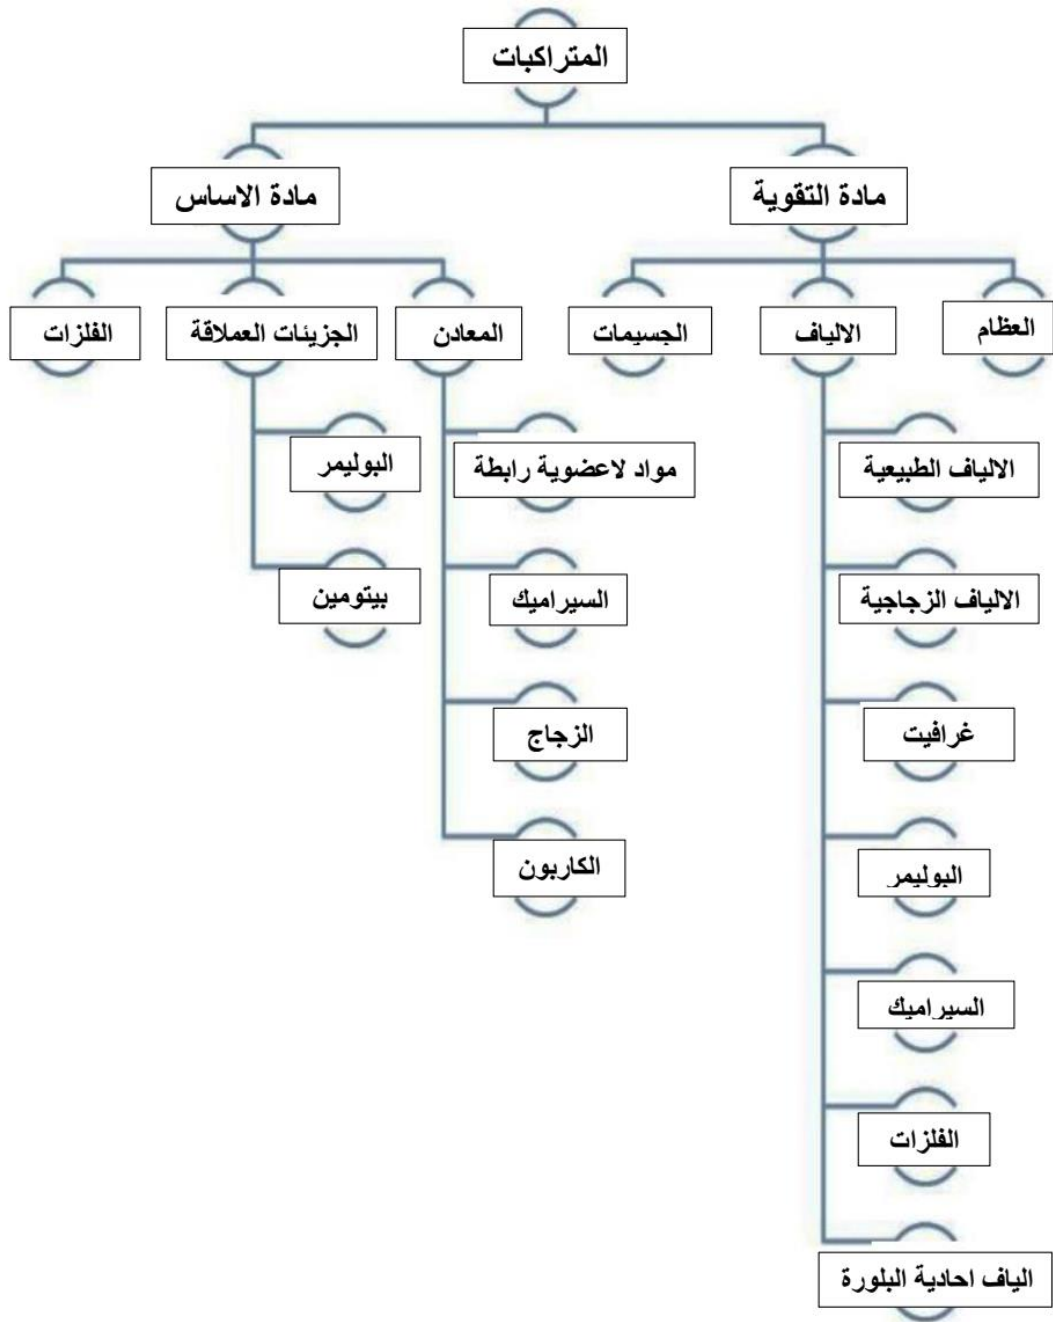 المتراكبات
مادة التقوية
مادة الاساس
العظام
الالياف
الجسيمات
المعادن
الجزيئات العملاقة
الفلزات
الالياف الطبيعية
الالياف الزجاجية
غرافيت
البوليمر
السيراميك
الفلزات
الياف احادية البلورة
مواد لاعضوية رابطة
السيراميك
الزجاج
الكاربون
البوليمر
بيتومين